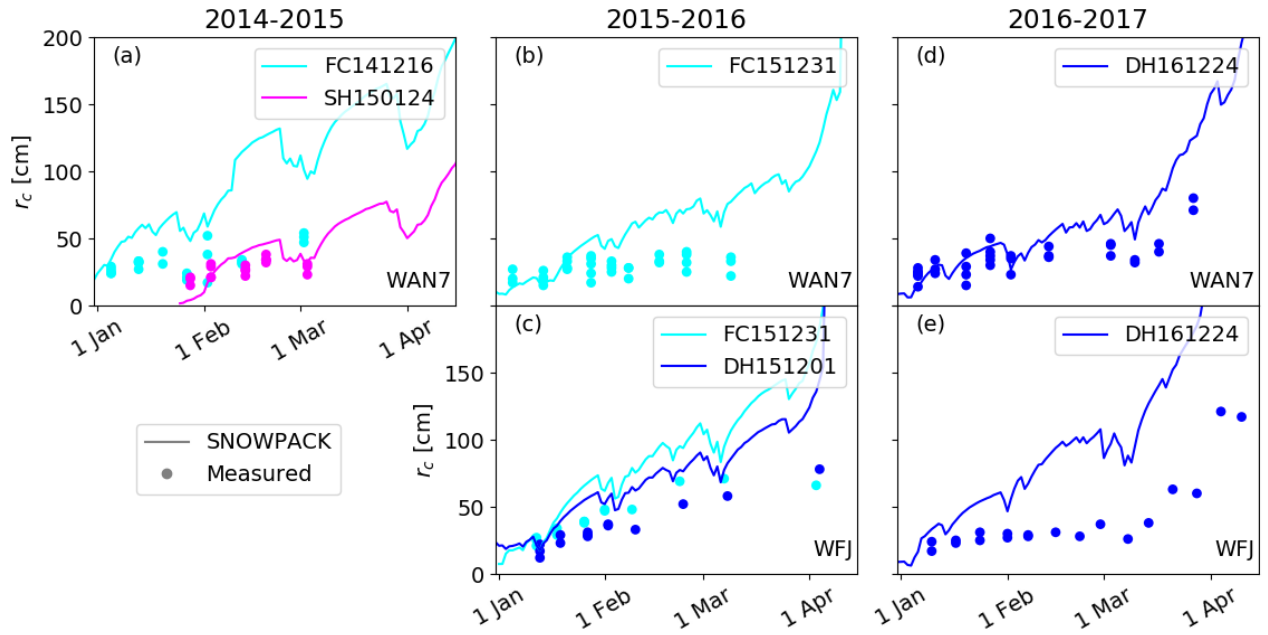 2014-2015
2015-2016
2016-2017
(a)
FC141216
SH150124
WAN7
r_c [cm]
200
150
100
50
0
1 Jan
1 Feb
1 Mar
1 Apr
(b)
FC151231
WAN7
(d)
DH161224
WAN7
(c)
FC151231
DH151201
WFJ
r_c [cm]
150
100
50
0
1 Jan
1 Feb
1 Mar
1 Apr
(e)
DH161224
WFJ
1 Jan
1 Feb
1 Mar
1 Apr
SNOWPACK
Measured